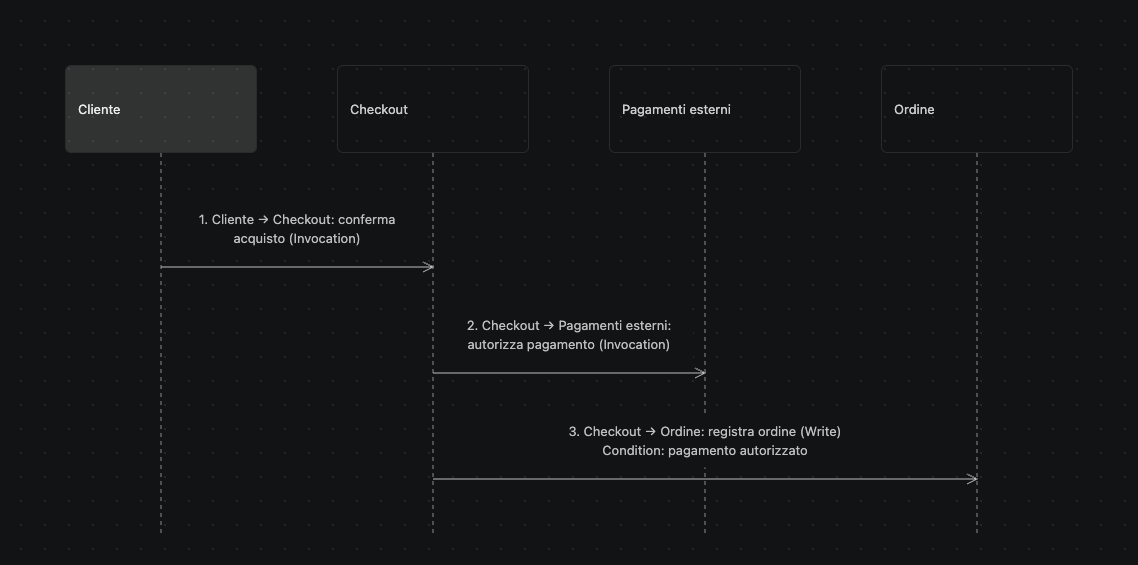 Cliente
Checkout
Pagamenti esterni
Ordine
1. Cliente → Checkout: conferma
acquisto (Invocation)
2. Checkout → Pagamenti esterni:
autorizza pagamento (Invocation)
3. Checkout → Ordine: registra ordine (Write)
Condition: pagamento autorizzato